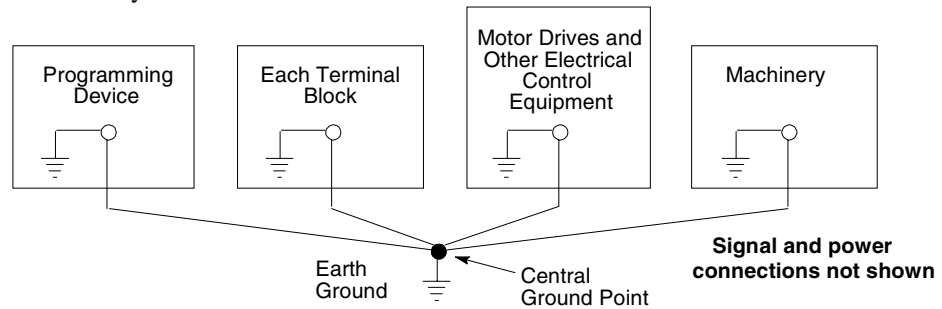 Programming
Device
Each Terminal
Block
Motor Drives and
Other Electrical
Control
Equipment
Machinery
Signal and power
connections not shown
Earth
Ground
Central
Ground Point